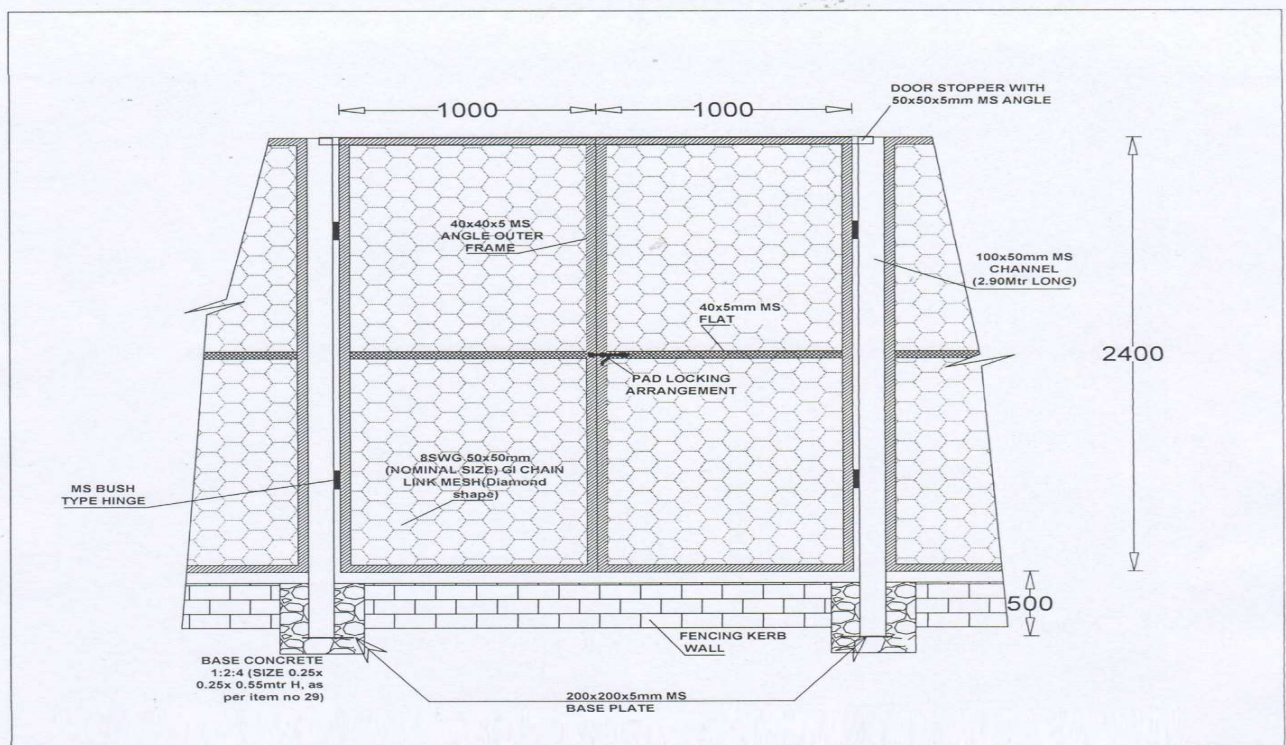 DOOR STOPPER WITH
50x50x5mm MS ANGLE
1000
1000
40x40x5 MS
ANGLE OUTER
FRAME
100x50mm MS
CHANNEL
(2.90Mtr LONG)
40x5mm MS
FLAT
2400
PAD LOCKING
ARRANGEMENT
8SWG 50x50mm
(NOMINAL SIZE) GI CHAIN
LINK MESH(Diamond
shape)
MS BUSH
TYPE HINGE
500
FENCING KERB
WALL
BASE CONCRETE
1:2:4 (SIZE 0.25x
0.25x 0.55mtr H, as
per item no 29)
200x200x5mm MS
BASE PLATE